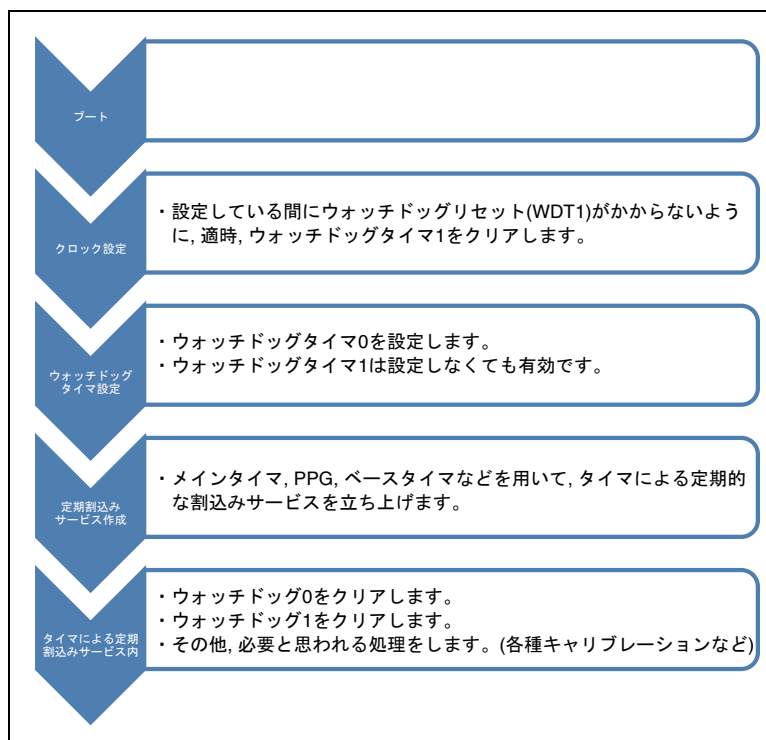 ブート
クロック設定
・設定している間にウォッチドッグリセット(WDT1)がかからないよう
に, 適時, ウォッチドッグタイマ1をクリアします。
ウォッチドッグ
タイマ設定
・ウォッチドッグタイマ0を設定します。
・ウォッチドッグタイマ1は設定しなくても有効です。
定期割込み
サービス作成
・メインタイマ, PPG, ベースタイマなどを用いて, タイマによる定期的
な割込みサービスを立ち上げます。
タイマによる定期
割込みサービス内
・ウォッチドッグ0をクリアします。
・ウォッチドッグ1をクリアします。
・その他, 必要と思われる処理をします。(各種キャリブレーションなど)